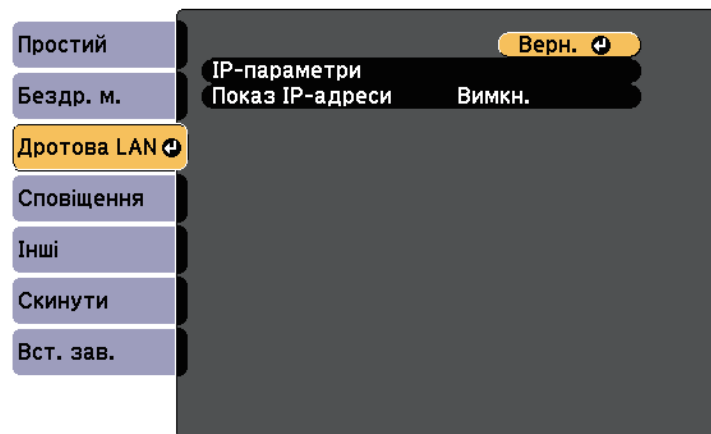 Простий
Бездр. м.
Дротова LAN
Сповіщення
Інші
Скинути
Вст. зав.
Верн.
IP-параметри
Показ IP-адреси Вимкн.